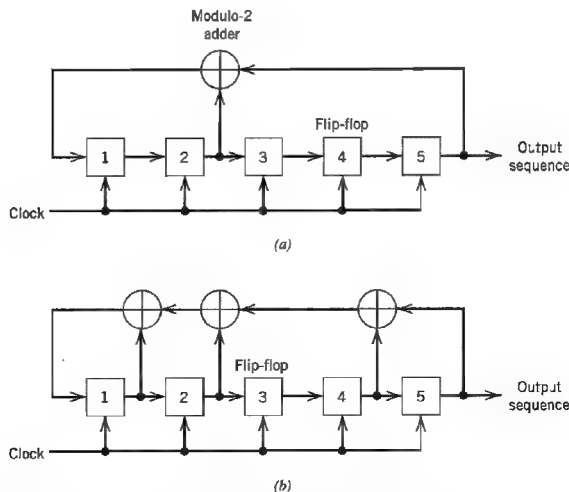 Modulo-2
adder
Flip-flop
1 2 3 4 5
Output
sequence
Clock
(a)
Flip-flop
1 2 3 4 5
Output
sequence
Clock
(b)